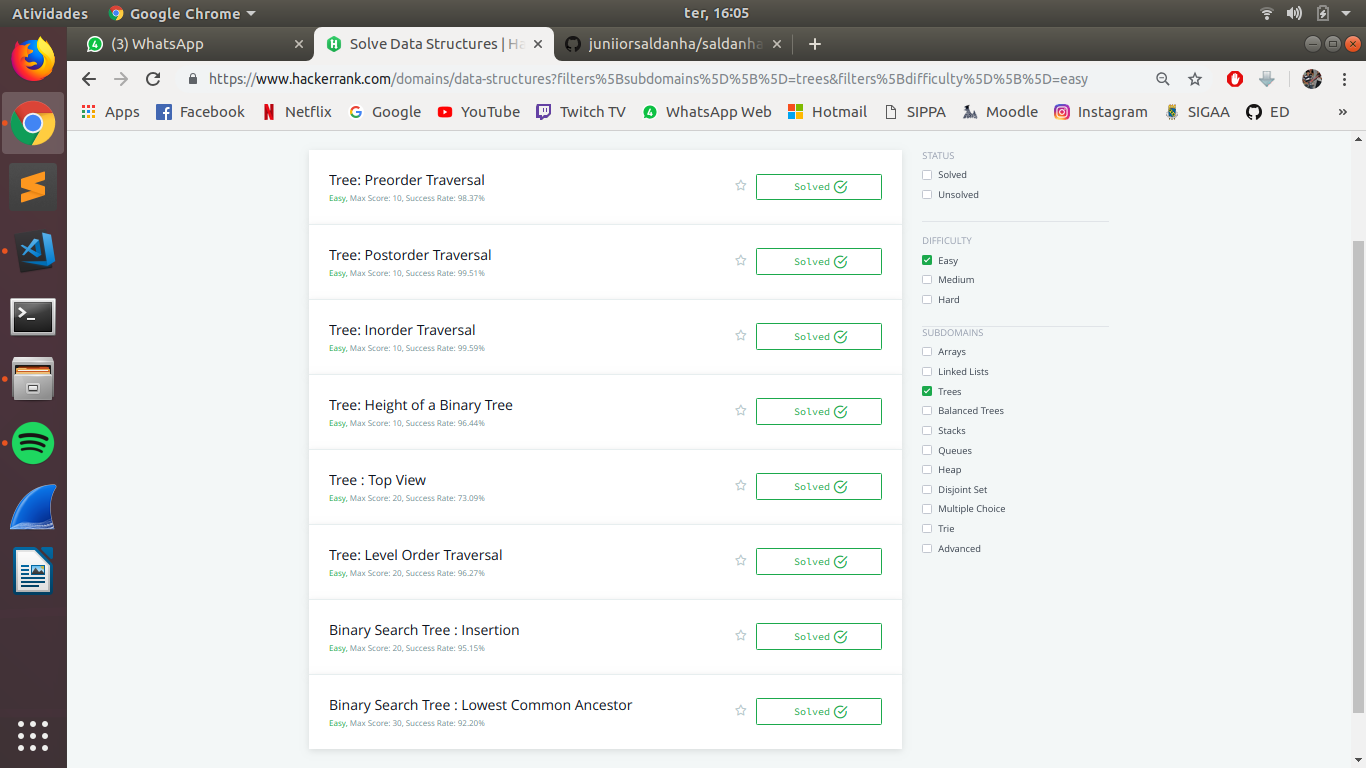 Atividades
Google Chrome
ter, 16:05
(3) WhatsApp
Solve Data Structures | Ha
juniiorsaldanha/saldanha
https://www.hackerrank.com/domains/data-structures?filters%5Bsubdomains%5D%5B%5D=trees&filters%5Bdifficulty%5D%5B%5D=easy
Apps
Facebook
Netflix
Google
YouTube
Twitch TV
WhatsApp Web
Hotmail
SIPPA
Moodle
Instagram
SIGAA
ED
»
Tree: Preorder Traversal
Easy, Max Score: 10, Success Rate: 98.37%
Solved
Tree: Postorder Traversal
Easy, Max Score: 10, Success Rate: 99.51%
Solved
Tree: Inorder Traversal
Easy, Max Score: 10, Success Rate: 99.59%
Solved
Tree: Height of a Binary Tree
Easy, Max Score: 10, Success Rate: 96.44%
Solved
Tree : Top View
Easy, Max Score: 20, Success Rate: 73.09%
Solved
Tree: Level Order Traversal
Easy, Max Score: 20, Success Rate: 96.27%
Solved
Binary Search Tree : Insertion
Easy, Max Score: 20, Success Rate: 95.15%
Solved
Binary Search Tree : Lowest Common Ancestor
Easy, Max Score: 30, Success Rate: 92.20%
Solved
STATUS
Solved
Unsolved
DIFFICULTY
Easy
Medium
Hard
SUBDOMAINS
Arrays
Linked Lists
Trees
Balanced Trees
Stacks
Queues
Heap
Disjoint Set
Multiple Choice
Trie
Advanced